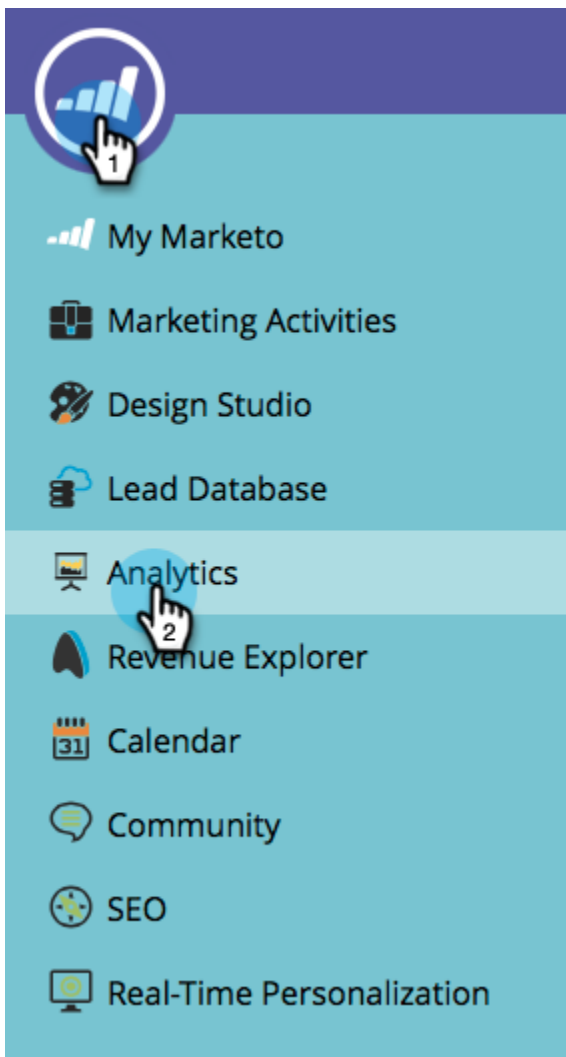 1
My Marketo
Marketing Activities
Design Studio
Lead Database
Analytics
2
Revenue Explorer
31
Calendar
Community
SEO
Real-Time Personalization